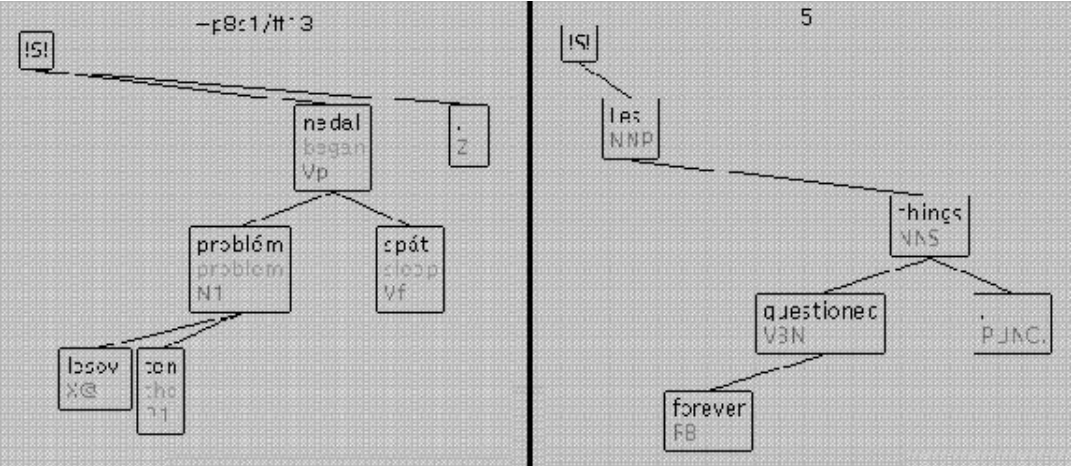 5
!S!
!S!
nedal
began
Vp
.
Z
Les
NNP
things
NNS
problém
problem
N1
spát
sleep
Vf
questioned
VBN
.
PUNC.
X@
ten
the
forever
RB